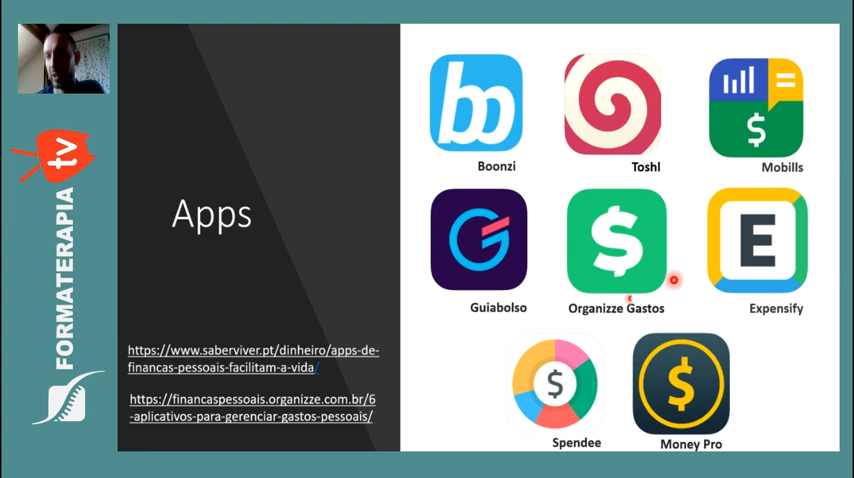 FORMATERAPIA
tv
Apps
https://www.saberviver.pt/dinheiro/apps-de-
financas-pessoais-facilitam-a-vida/
https://financaspessoais.organizze.com.br/6
-aplicativos-para-gerenciar-gastos-pessoais/
bo
Boonzi
Toshl
$
Mobills
G
Guiabolso
$
Organizze Gastos
E
Expensify
$
Spendee
$
Money Pro